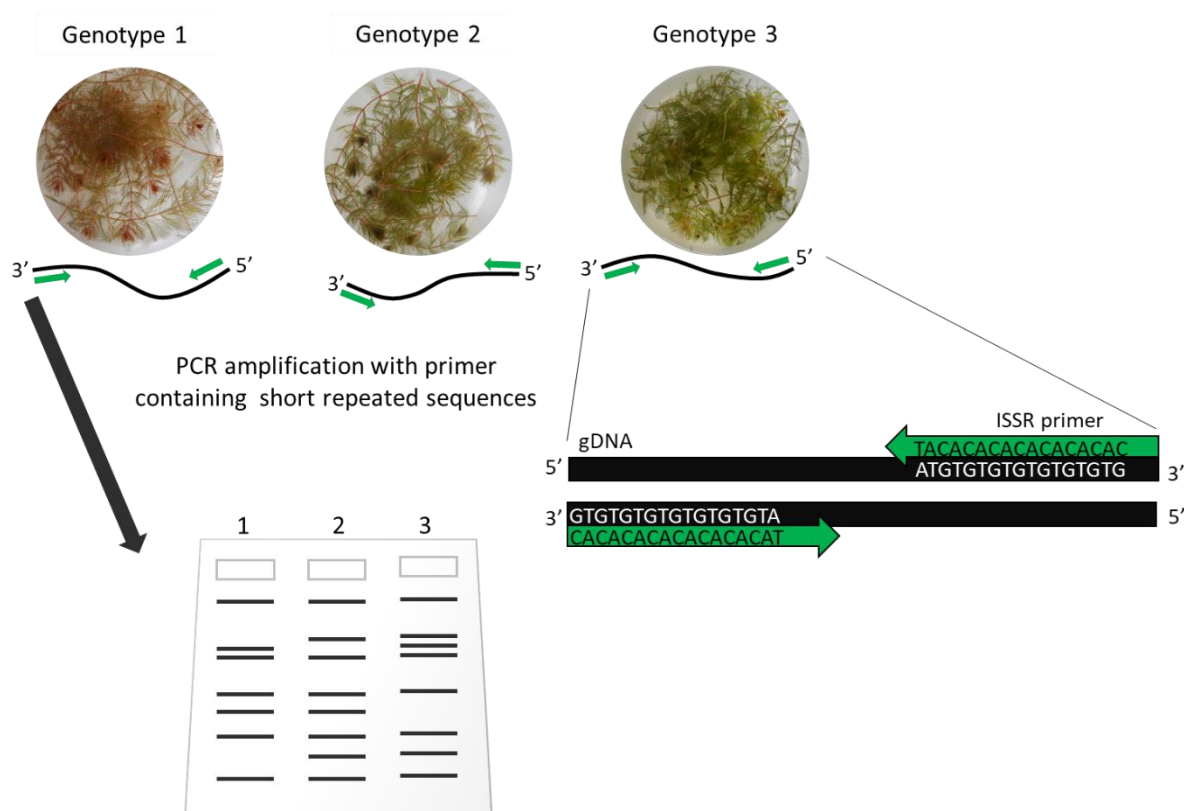 Genotype 1
Genotype 2
Genotype 3
3’
5’
3’
5’
3’
5’
PCR amplification with primer
containing short repeated sequences
ISSR primer
gDNA
TACACACACACACACAC
5’
ATGTGTGTGTGTGTGTG
3’
3’
GTGTGTGTGTGTGTGTA
5’
CACACACACACACACAT
1 2 3